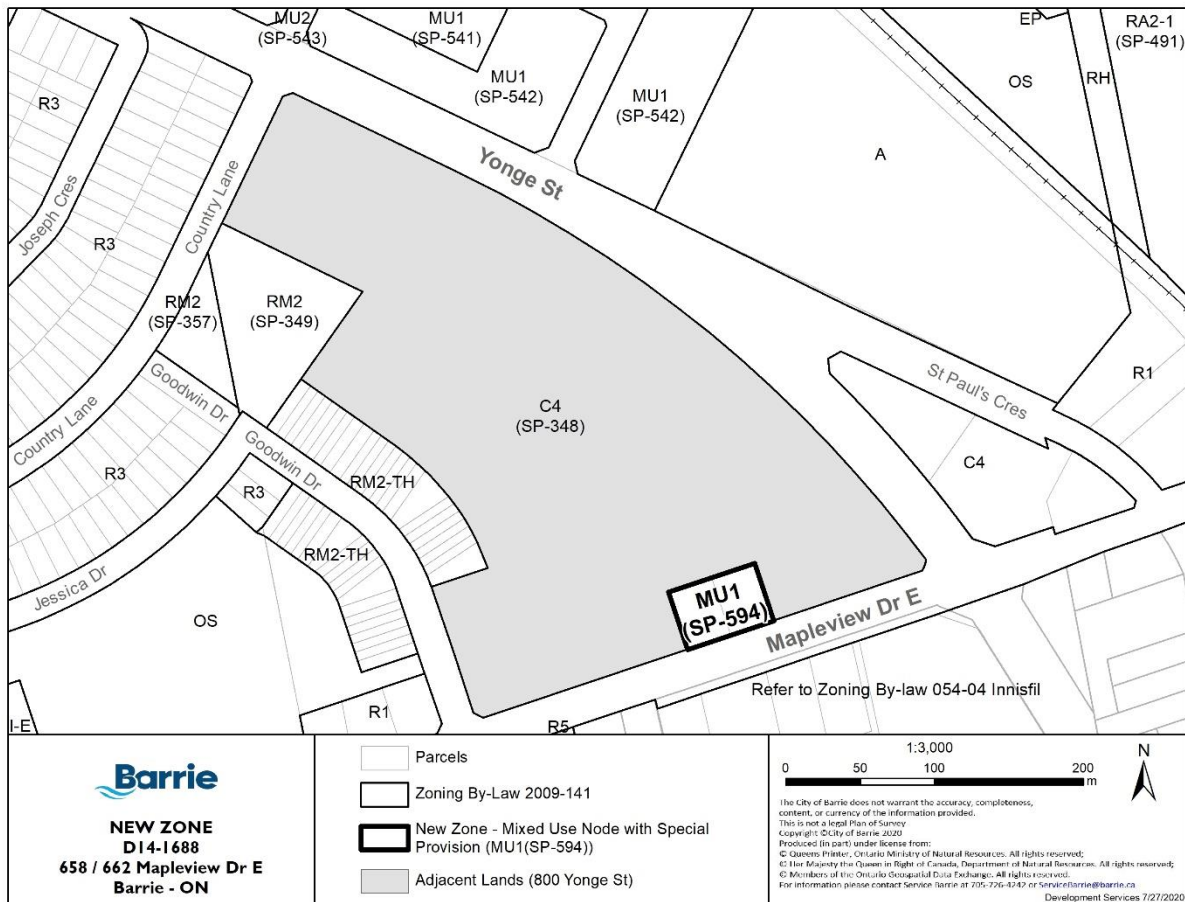 MU2
(SP-543)
MU1
(SP-541)
MU1
(SP-542)
MU1
(SP-542)
EP
RA2-1
(SP-491)
OS
RH
R3
Joseph Cres
R3
Country Lane
Yonge St
A
RM2
(SP-357)
RM2
(SP-349)
Goodwin Dr
Country Lane
R3
Goodwin Dr
R3
RM2-TH
RM2-TH
C4
(SP-348)
St Paul's Cres
R1
C4
Jessica Dr
OS
MU1
(SP-594)
Mapleview Dr E
Refer to Zoning By-law 054-04 Innisfil
I-E
R1
R5
Barrie
NEW ZONE
D14-1688
658 / 662 Mapleview Dr E
Barrie - ON
Parcels
Zoning By-Law 2009-141
New Zone - Mixed Use Node with Special
Provision (MU1(SP-594))
Adjacent Lands (800 Yonge St)
1:3,000
0 50 100 200
m
N
The City of Barrie does not warrant the accuracy, completeness,
content, or currency of the information provided.
This is not a legal Plan of Survey
Copyright ©City of Barrie 2020
Produced (in part) under license from:
© Queens Printer, Ontario Ministry of Natural Resources. All rights reserved;
© Her Majesty the Queen in Right of Canada, Department of Natural Resources. All rights reserved;
© Members of the Ontario Geospatial Data Exchange. All rights reserved.
For information please contact Service Barrie at 705-726-4242 or ServiceBarrie@barrie.ca
Development Services 7/27/2020